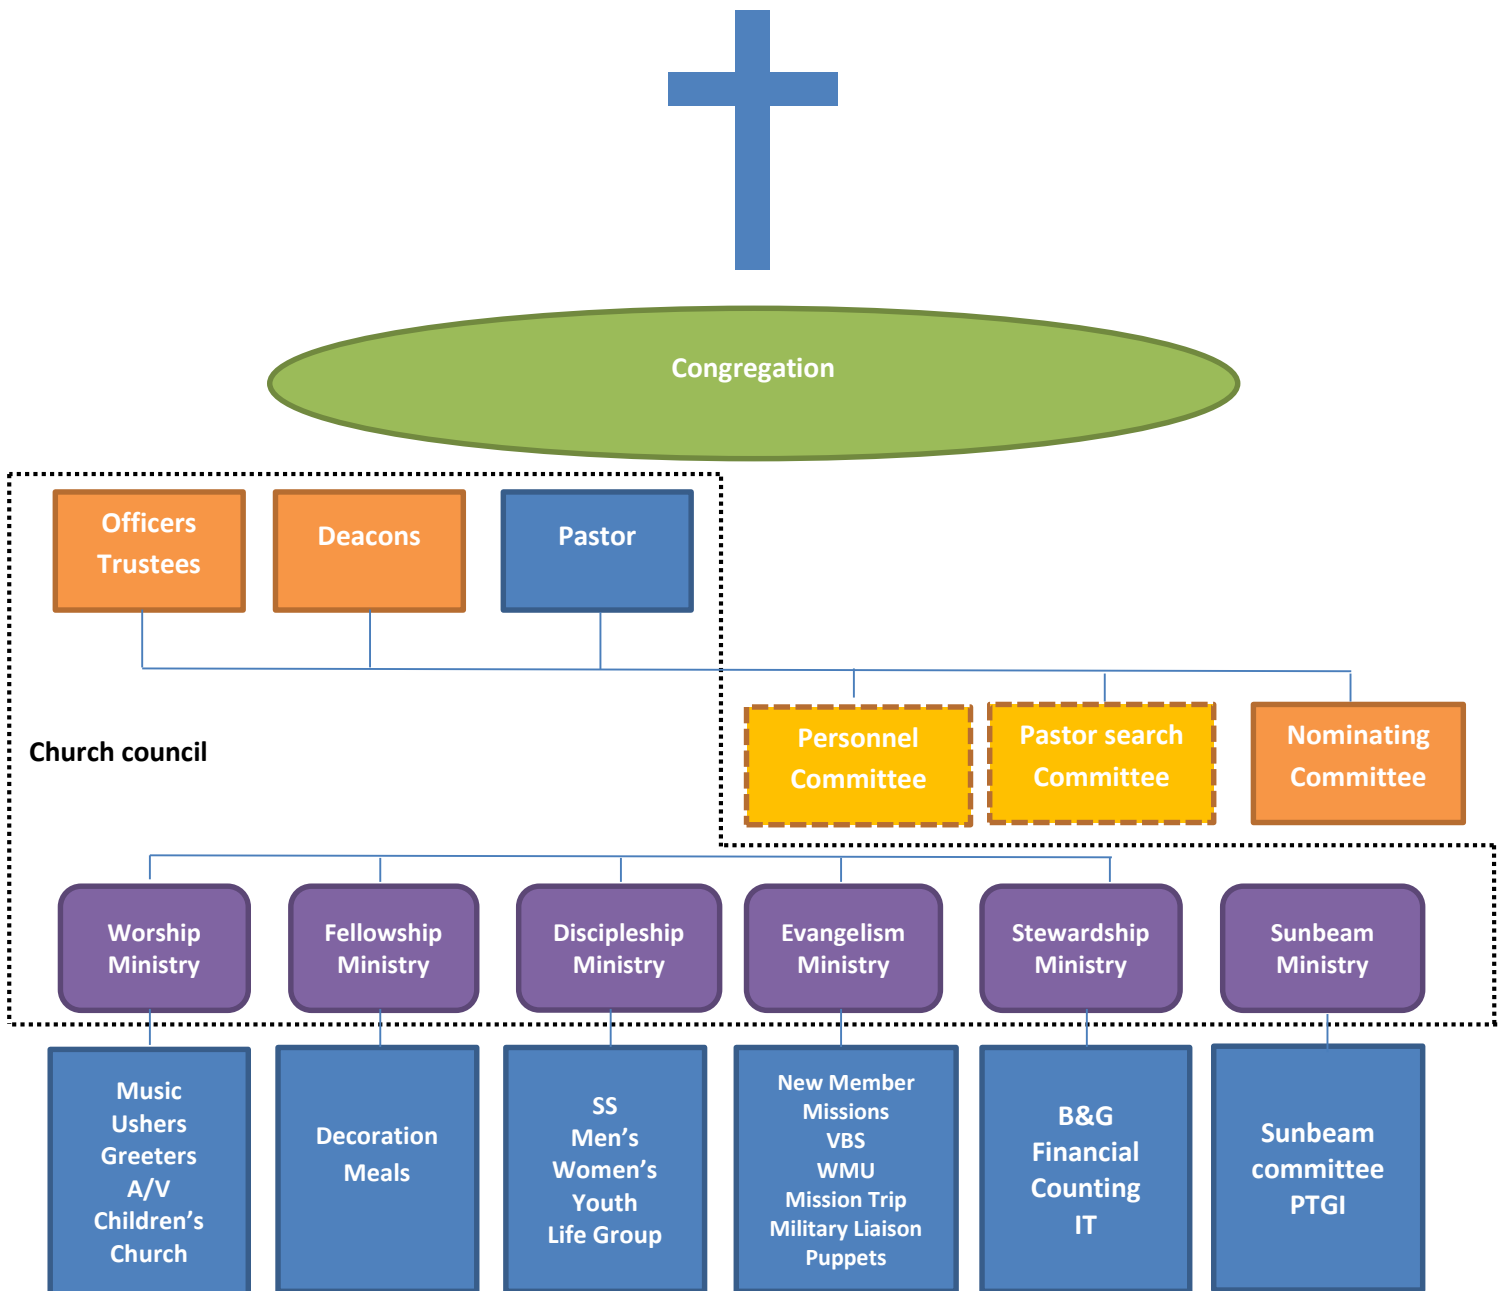 Congregation
Officers
Trustees
Deacons
Pastor
Church council
Personnel
Committee
Pastor search
Committee
Nominating
Committee
Worship
Ministry
Fellowship
Ministry
Discipleship
Ministry
Evangelism
Ministry
Stewardship
Ministry
Sunbeam
Ministry
Music
Ushers
Greeters
A/V
Children’s
Church
Decoration
Meals
SS
Men’s
Women’s
Youth
Life Group
New Member
Missions
VBS
WMU
Mission Trip
Military Liaison
Puppets
B&G
Financial
Counting
IT
Sunbeam
committee
PTGI